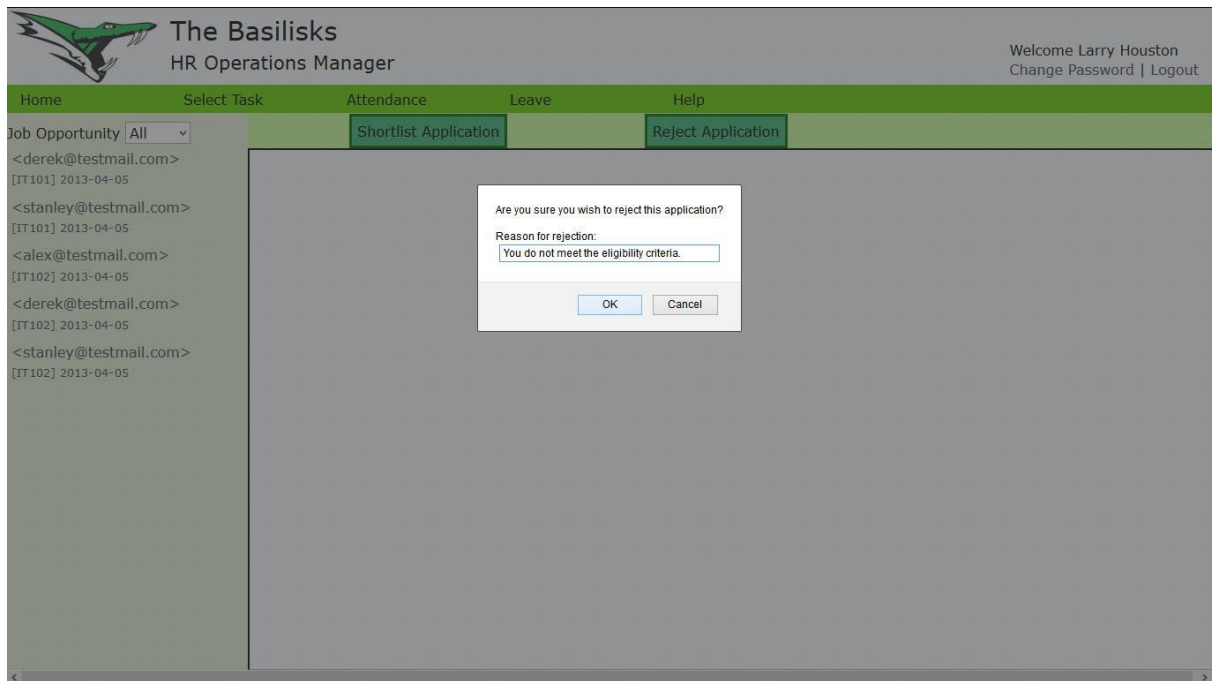 The Basilisks
HR Operations Manager
Welcome Larry Houston
Change Password | Logout
Home Select Task Attendance Leave Help
Job Opportunity All
Shortlist Application Reject Application
<derek@testmail.com>
[IT101] 2013-04-05
<stanley@testmail.com>
[IT101] 2013-04-05
<alex@testmail.com>
[IT102] 2013-04-05
<derek@testmail.com>
[IT102] 2013-04-05
<stanley@testmail.com>
[IT102] 2013-04-05
Are you sure you wish to reject this application?
Reason for rejection:
You do not meet the eligibility criteria.
OK Cancel